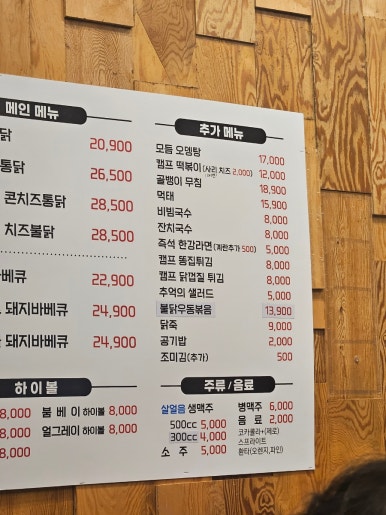 메인 메뉴
닭 20,900
통닭 26,500
콘치즈통닭 28,500
치즈불닭 28,500
바베큐 22,900
돼지바베큐 24,900
돼지바베큐 24,900
하이볼
8,000 붐베이 하이볼 8,000
8,000 얼그레이 하이볼 8,000
8,000
추가 메뉴
모듬 오뎅탕 17,000
캠프 떡볶이(사리 치즈 2,000) 12,000
골뱅이 무침 18,900
먹태 15,900
비빔국수 8,000
잔치국수 8,000
즉석 한강라면(계란추가 500) 5,000
캠프 똥집튀김 8,000
캠프 닭껍질 튀김 8,000
추억의 샐러드 5,000
불닭우동볶음 13,900
닭죽 9,000
공기밥 2,000
조미김(추가) 500
주류/음료
살얼음 생맥주
500cc 5,000
300cc 4,000
소주 5,000
병맥주 6,000
음료 2,000
코카콜라+(제로)
스프라이트
환타(오렌지,파인)